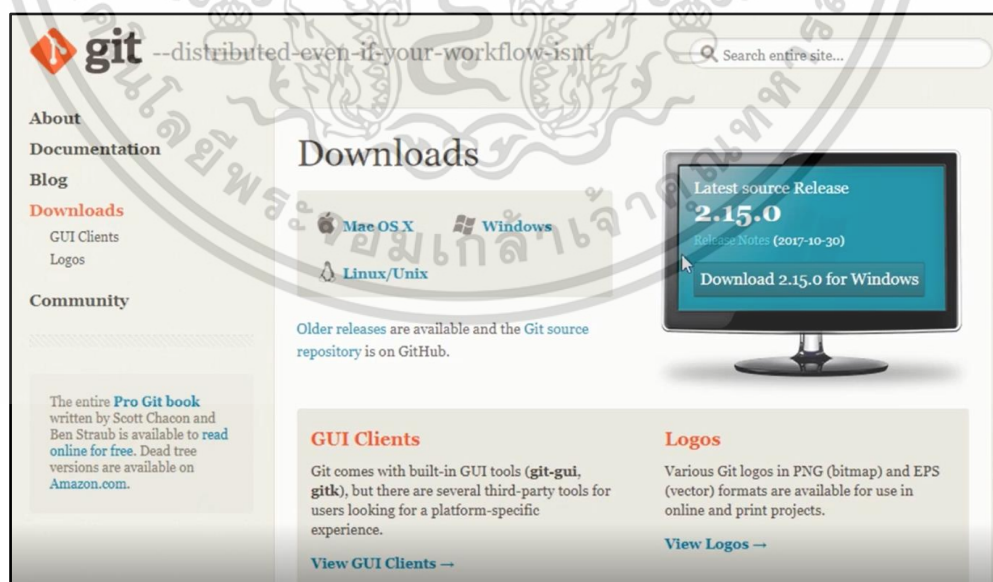 git --distributed-even-if-your-workflow-isnt
Search entire site...
About
Documentation
Blog
Downloads
GUI Clients
Logos
Community
The entire Pro Git book
written by Scott Chacon and
Ben Straub is available to read
online for free. Dead tree
versions are available on
Amazon.com.
Downloads
Mac OS X
Windows
Linux/Unix
Older releases are available and the Git source
repository is on GitHub.
Latest source Release
2.15.0
Release Notes (2017-10-30)
Download 2.15.0 for Windows
GUI Clients
Git comes with built-in GUI tools (git-gui,
gitk), but there are several third-party tools for
users looking for a platform-specific
experience.
View GUI Clients →
Logos
Various Git logos in PNG (bitmap) and EPS
(vector) formats are available for use in
online and print projects.
View Logos →